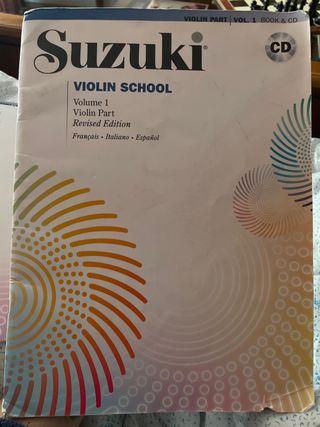 VIOLIN PART | VOL. 1 BOOK & CD
Suzuki®
CD
VIOLIN SCHOOL
Volume 1
Violin Part
Revised Edition
Français • Italiano • Español